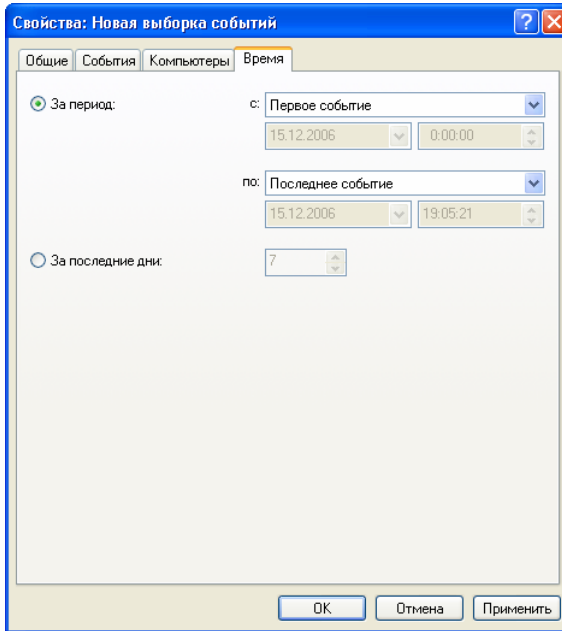 Свойства: Новая выборка событий
Общие События Компьютеры Время
За период: с: Первое событие
15.12.2006 0:00:00
по: Последнее событие
15.12.2006 19:05:21
За последние дни: 7
OK Отмена Применить